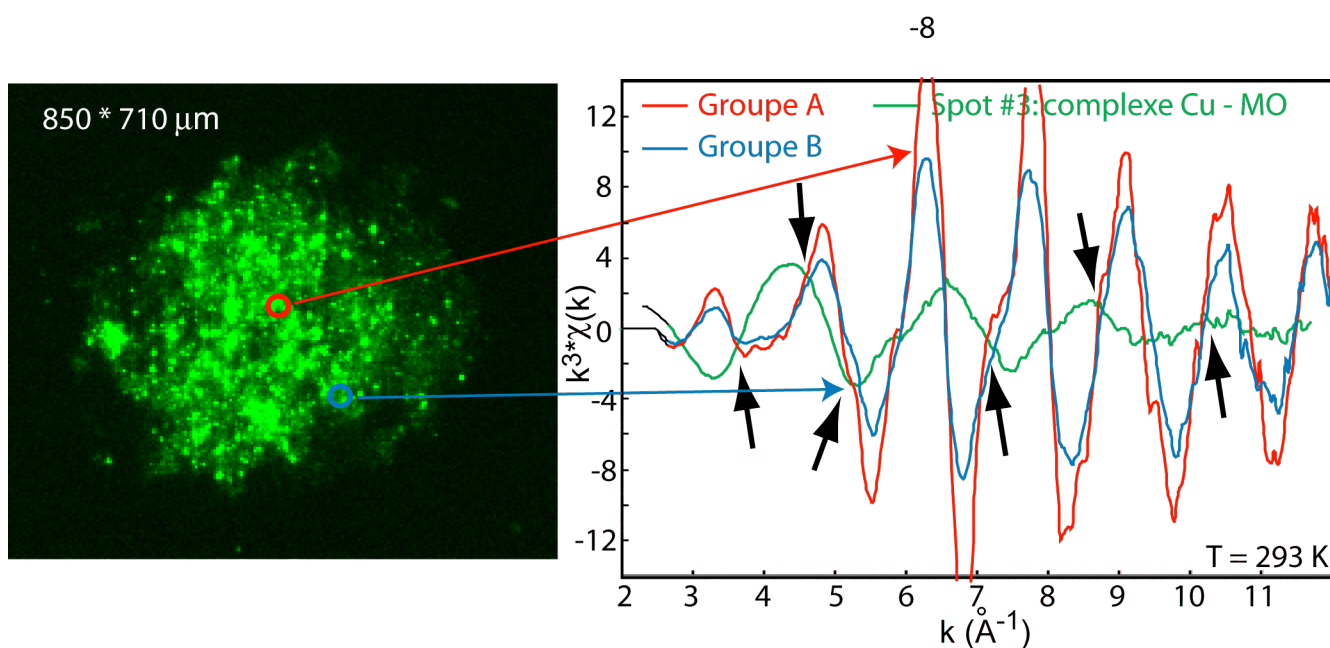 -8
850 * 710 μm
Groupe A
Spot #3: complexe Cu - MO
Groupe B
12
8
4
0
-4
-8
-12
k³*χ(k)
T = 293 K
2 3 4 5 6 7 8 9 10 11
k (Å⁻¹)